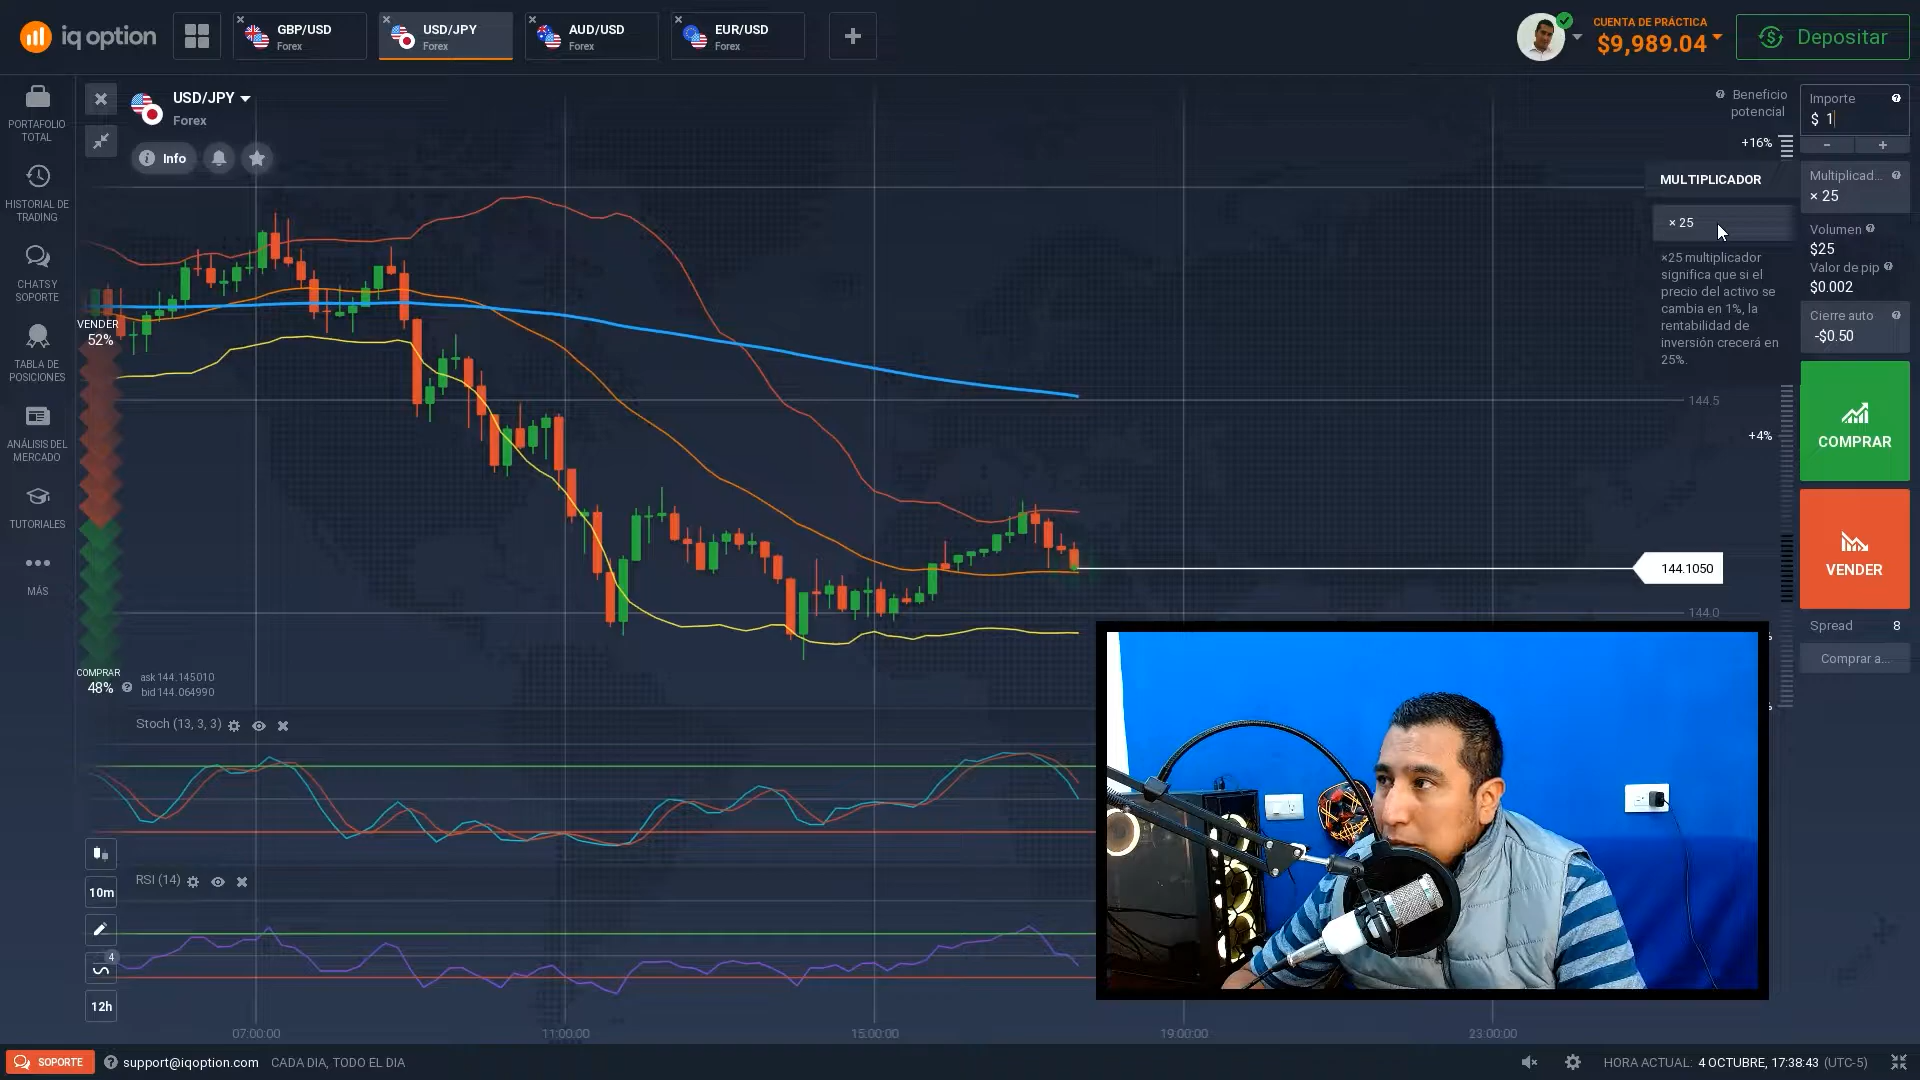 iq option
GBP/USD
Forex
USD/JPY
Forex
AUD/USD
Forex
EUR/USD
Forex
CUENTA DE PRÁCTICA
$9,989.04
Depositar
PORTAFOLIO
TOTAL
HISTORIAL DE
TRADING
CHATS Y
SOPORTE
TABLA DE
POSICIONES
ANÁLISIS DEL
MERCADO
TUTORIALES
MÁS
USD/JPY
Forex
Info
VENDER
52%
COMPRAR
48%
ask 144.145010
bid 144.064990
Stoch (13, 3, 3)
RSI (14)
10m
4
12h
07:00:00
11:00:00
15:00:00
19:00:00
23:00:00
144.5
144.1050
144.0
Beneficio
potencial
+16%
+4%
MULTIPLICADOR
× 25
×25 multiplicador
significa que si el
precio del activo se
cambia en 1%, la
rentabilidad de
inversión crecerá en
25%.
Importe
$ 1
-
+
Multiplicad...
× 25
Volumen
$25
Valor de pip
$0.002
Cierre auto
-$0.50
COMPRAR
VENDER
Spread 8
Comprar a...
SOPORTE
support@iqoption.com
CADA DIA, TODO EL DIA
HORA ACTUAL: 4 OCTUBRE, 17:38:43 (UTC-5)